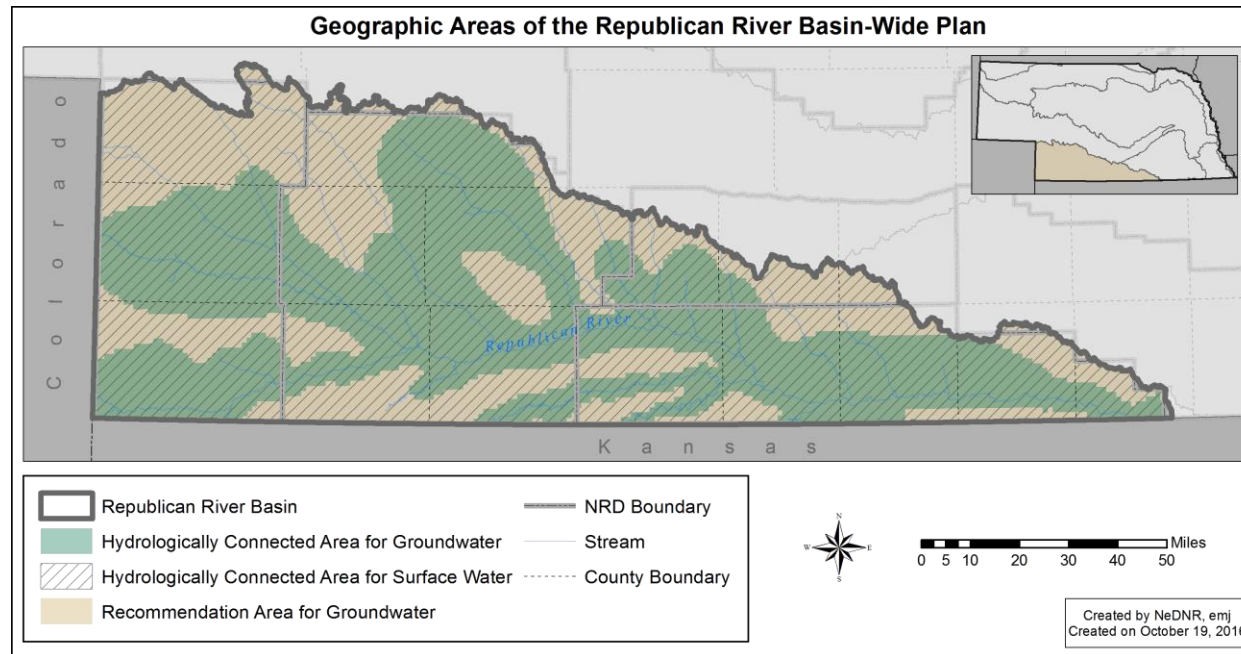 Geographic Areas of the Republican River Basin-Wide Plan
Colorado
Republican River
Kansas
Republican River Basin
Hydrologically Connected Area for Groundwater
Hydrologically Connected Area for Surface Water
Recommendation Area for Groundwater
NRD Boundary
Stream
County Boundary
N
W E
S
Miles
0 5 10 20 30 40 50
Created by NeDNR, emj
Created on October 19, 2016